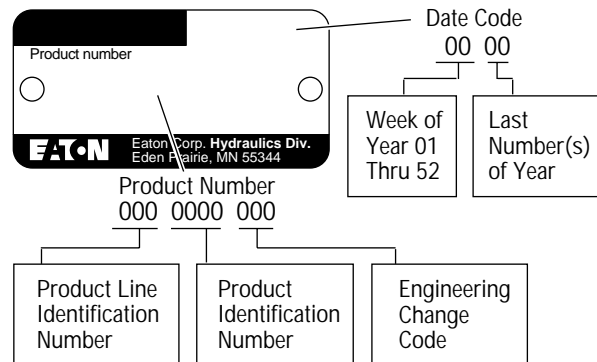 Date Code
00 00
Week of
Year 01
Thru 52
Last
Number(s)
of Year
Product number
EATON
Eaton Corp. Hydraulics Div.
Eden Prairie, MN 55344
Product Number
000 0000 000
Product Line
Identification
Number
Product
Identification
Number
Engineering
Change
Code